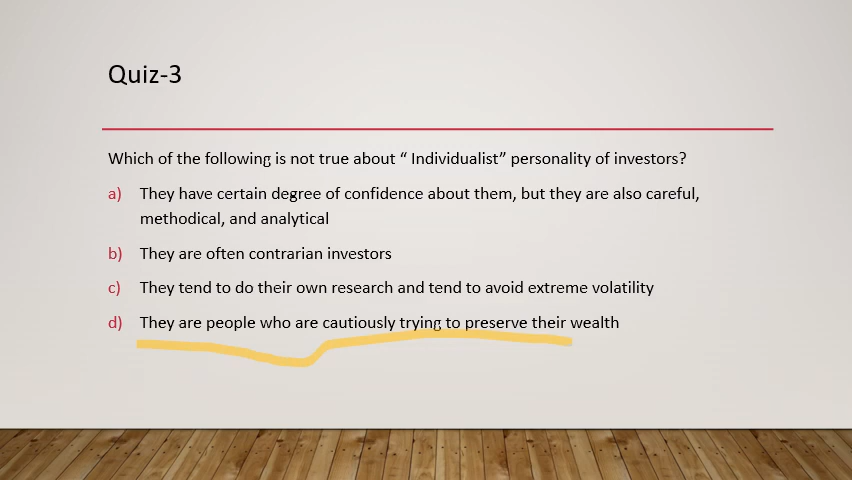 Quiz-3
Which of the following is not true about “ Individualist” personality of investors?
a) They have certain degree of confidence about them, but they are also careful,
methodical, and analytical
b) They are often contrarian investors
c) They tend to do their own research and tend to avoid extreme volatility
d) They are people who are cautiously trying to preserve their wealth